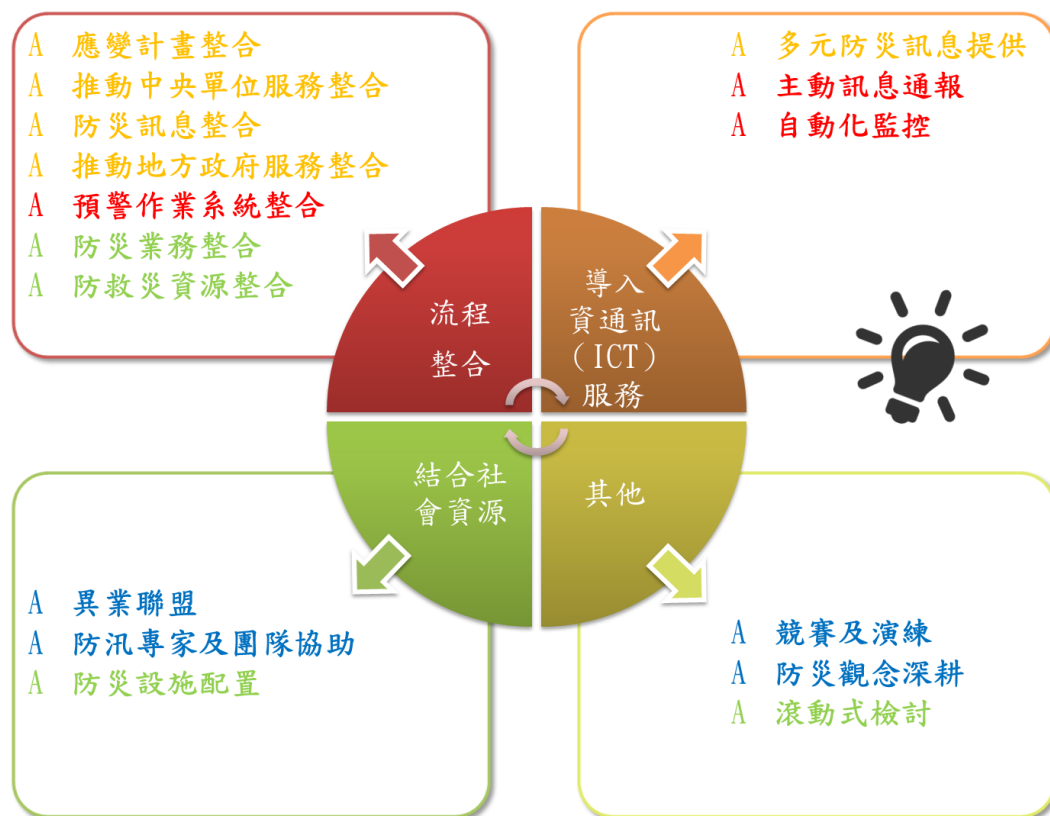 A 應變計畫整合
A 推動中央單位服務整合
A 防災訊息整合
A 推動地方政府服務整合
A 預警作業系統整合
A 防災業務整合
A 防救災資源整合
A 多元防災訊息提供
A 主動訊息通報
A 自動化監控
流程
整合
導入
資通訊
(ICT)
服務
結合社
會資源
其他
A 異業聯盟
A 防汛專家及團隊協助
A 防災設施配置
A 競賽及演練
A 防災觀念深耕
A 滾動式檢討